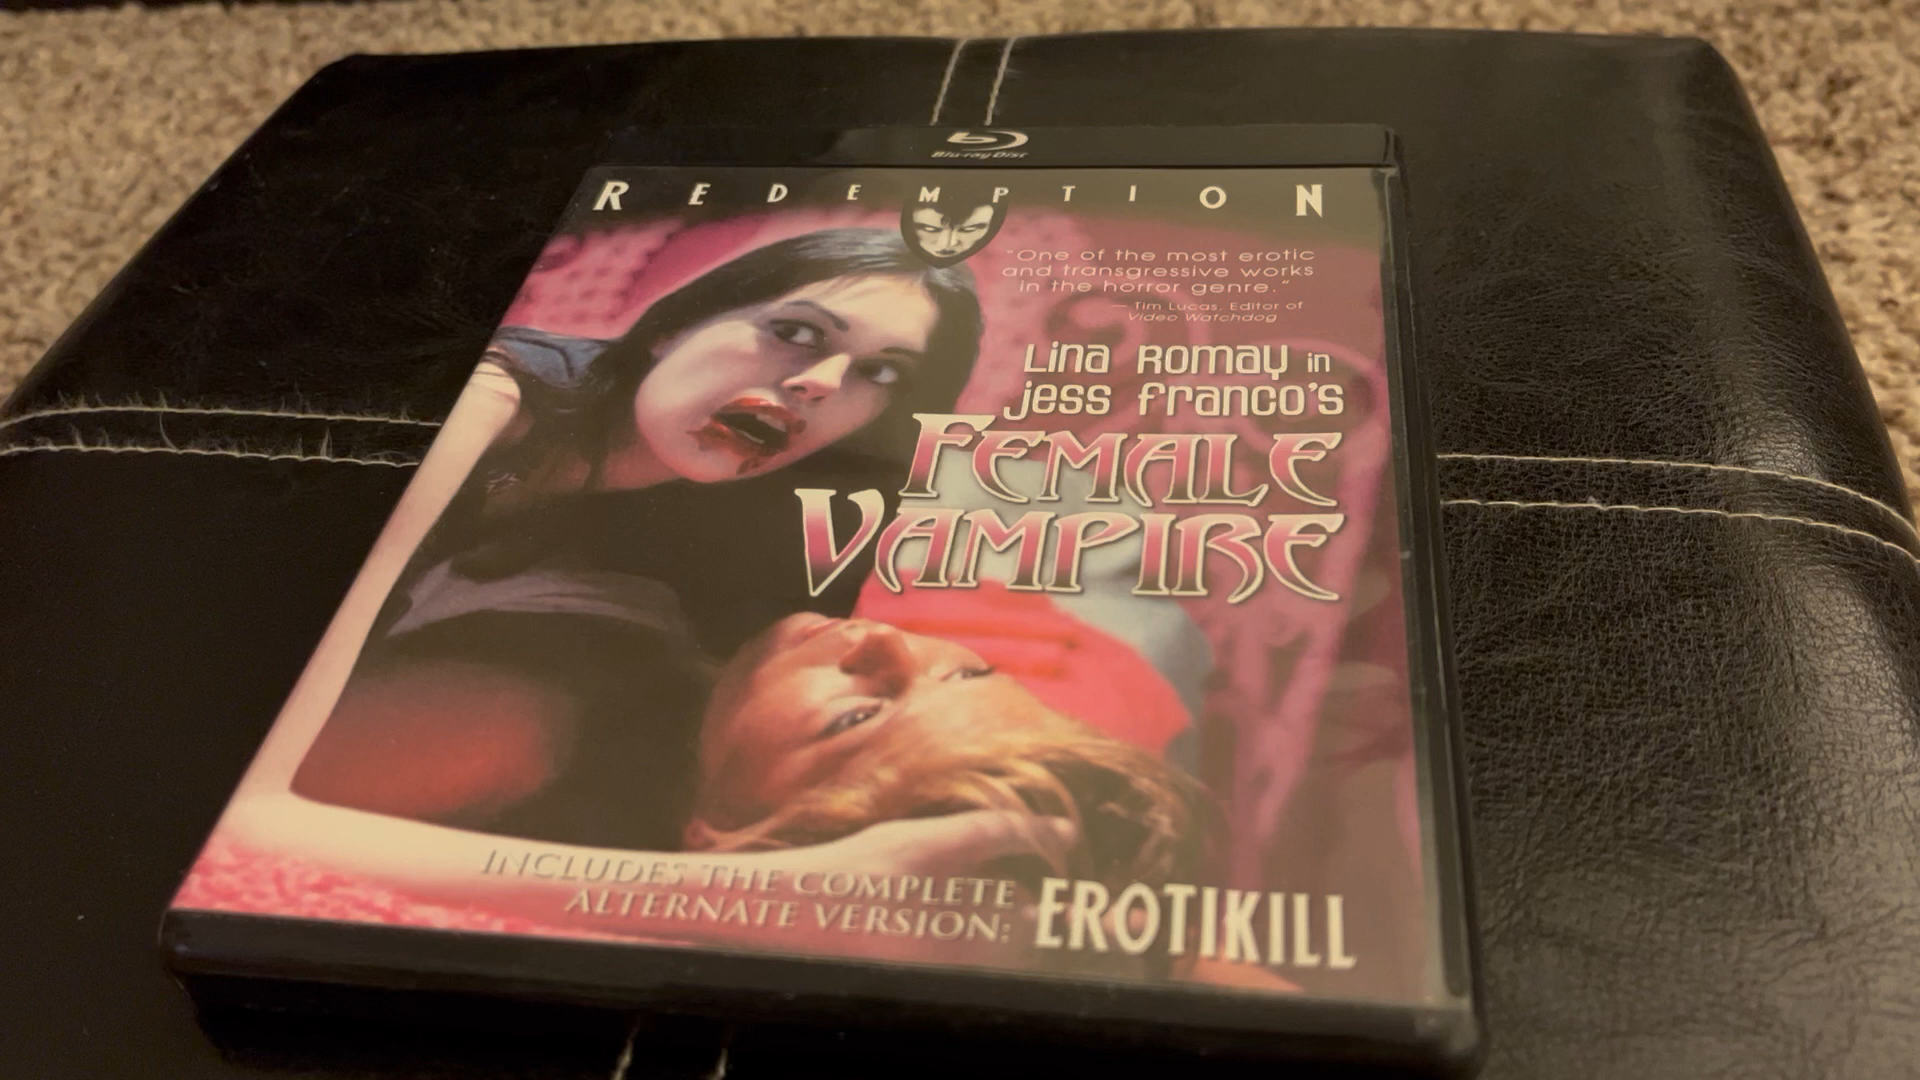 Blu-ray Disc
REDEMPTION
"One of the most erotic
and transgressive works
in the horror genre."
— Tim Lucas, Editor of
Video Watchdog
Lina Romay in
jess franco's
FEMALE
VAMPIRE
INCLUDES THE COMPLETE
ALTERNATE VERSION: EROTIKILL